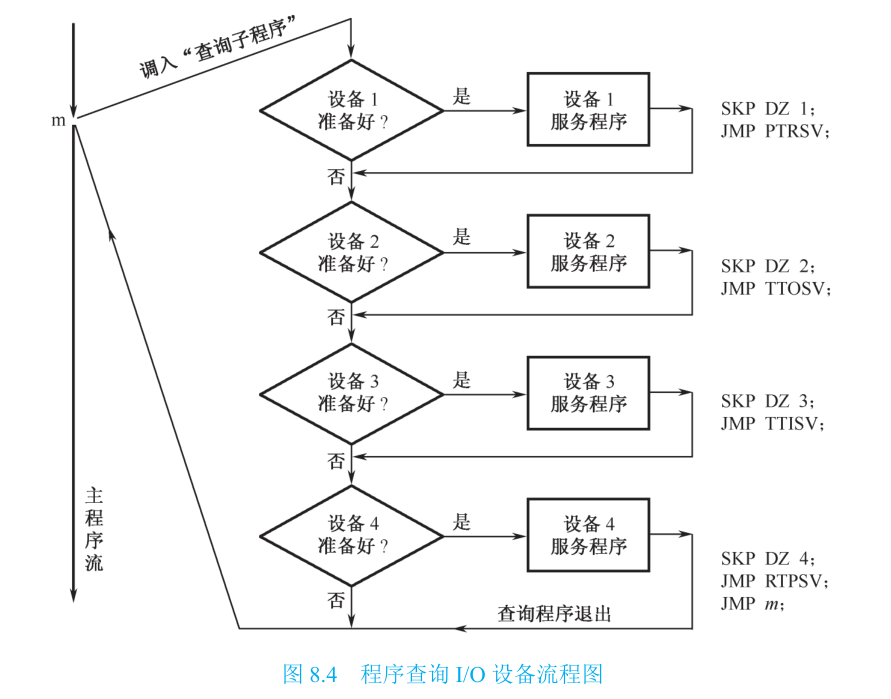 调入“查询子程序”
m
设备 1
准备好？
是
设备 1
服务程序
SKP DZ 1；
JMP PTRSV；
否
设备 2
准备好？
是
设备 2
服务程序
SKP DZ 2；
JMP TTOSV；
否
设备 3
准备好？
是
设备 3
服务程序
SKP DZ 3；
JMP TTISV；
否
主程序流
设备 4
准备好？
是
设备 4
服务程序
SKP DZ 4；
JMP RTPSV；
JMP m；
否
查询程序退出
图 8.4 程序查询 I/O 设备流程图